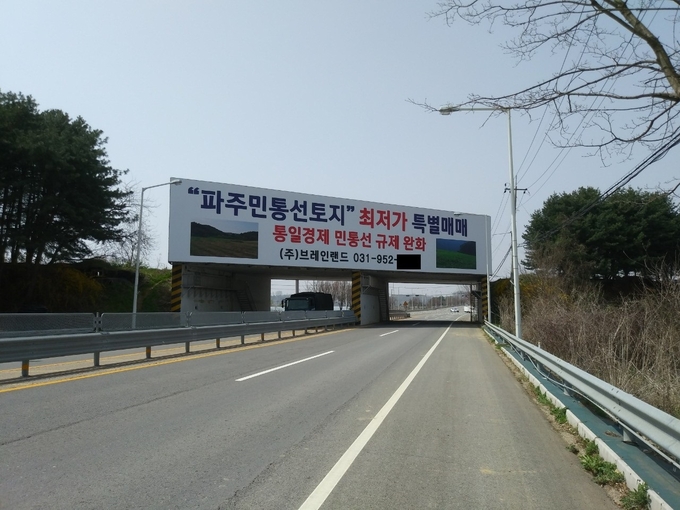 “파주민통선토지” 최저가 특별매매
통일경제 민통선 규제 완화
(주)브레인랜드 031-952-